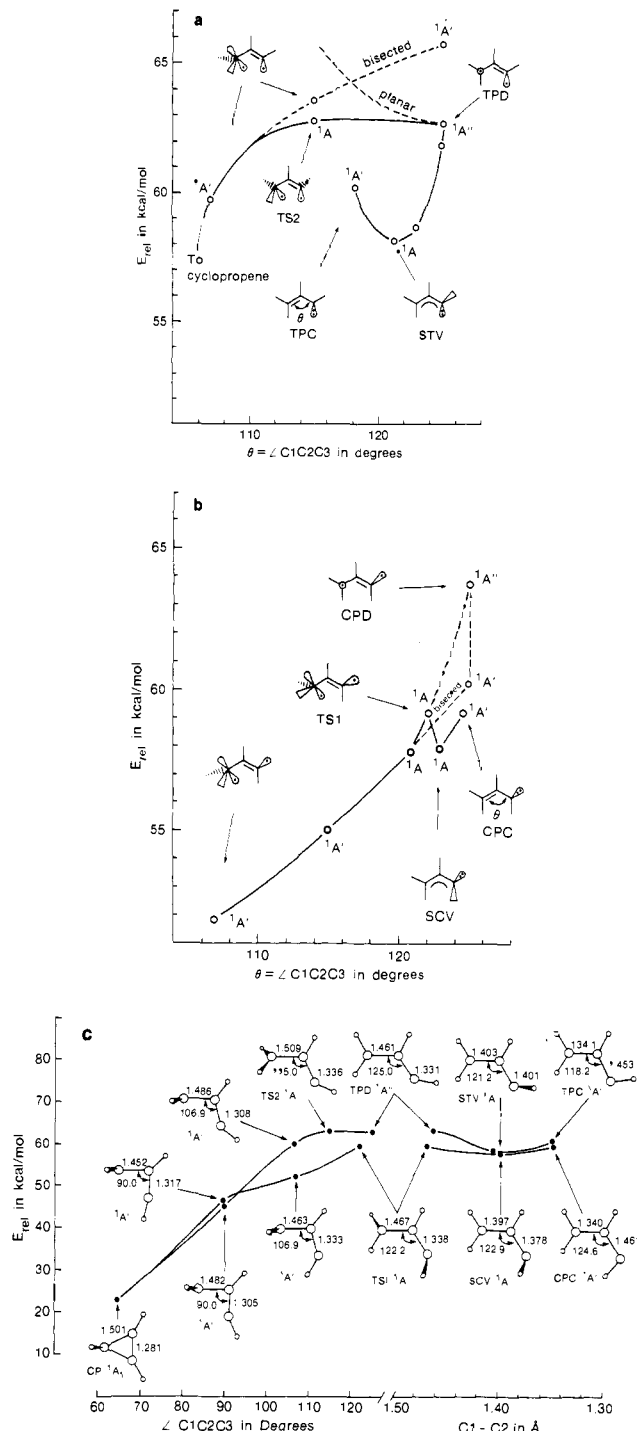 a
65
60
55
E rel in kcal/mol
¹A'
bisected
planar
TPD
¹A''
¹A
¹A'
TS2
A'
¹A'
T
cyclopropene
¹A
TPC
θ
STV
110
120
θ = ∠ C1C2C3 in degrees
b
65
60
55
E rel in kcal/mol
¹A''
CPD
¹A
¹A'
bisected
TS1
¹A'
¹A
¹A
θ
CPC
¹A'
SCV
¹A'
110
120
θ = ∠ C1C2C3 in degrees
c
80
70
60
50
40
30
20
10
E rel in kcal/mol
1.509
1.336
TS2 ¹A
1.461
125.0
1.331
TPD ¹A''
1.403
121.2
1.401
STV ¹A
118.2
TPC ¹A'
1.486
106.9
1.308
¹A'
1.452
90.0
1.317
¹A'
1.482
90.0
1.305
¹A'
1.463
106.9
1.333
¹A'
1.467
122.2
1.338
TS1 ¹A
1.397
122.9
1.378
SCV ¹A
1.340
124.6
1.461
CPC ¹A'
1.501
1.281
CP ¹A₁
60
70
80
90
100
110
120
1.50
1.40
1.30
∠ C1C2C3 in Degrees
C1 - C2 in Å